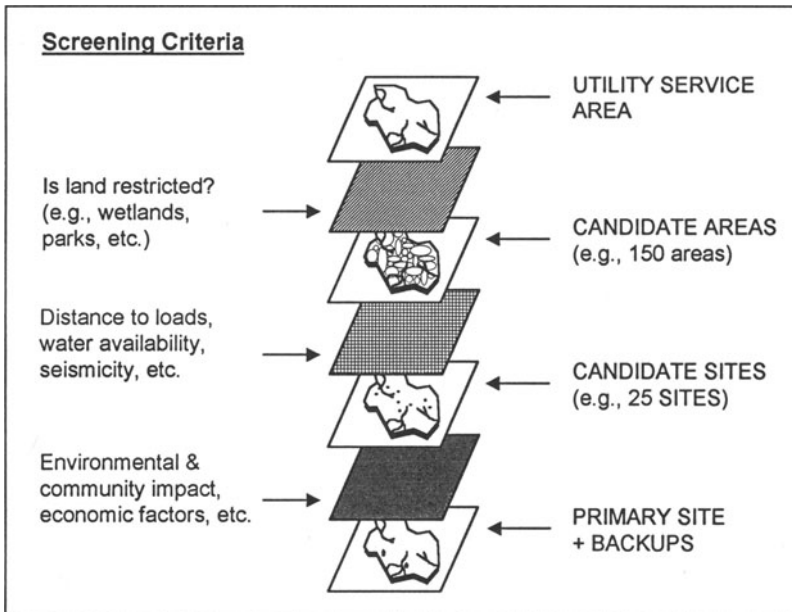 Screening Criteria
UTILITY SERVICE
AREA
Is land restricted?
(e.g., wetlands,
parks, etc.)
CANDIDATE AREAS
(e.g., 150 areas)
Distance to loads,
water availability,
seismicity, etc.
CANDIDATE SITES
(e.g., 25 SITES)
Environmental &
community impact,
economic factors, etc.
PRIMARY SITE
+ BACKUPS